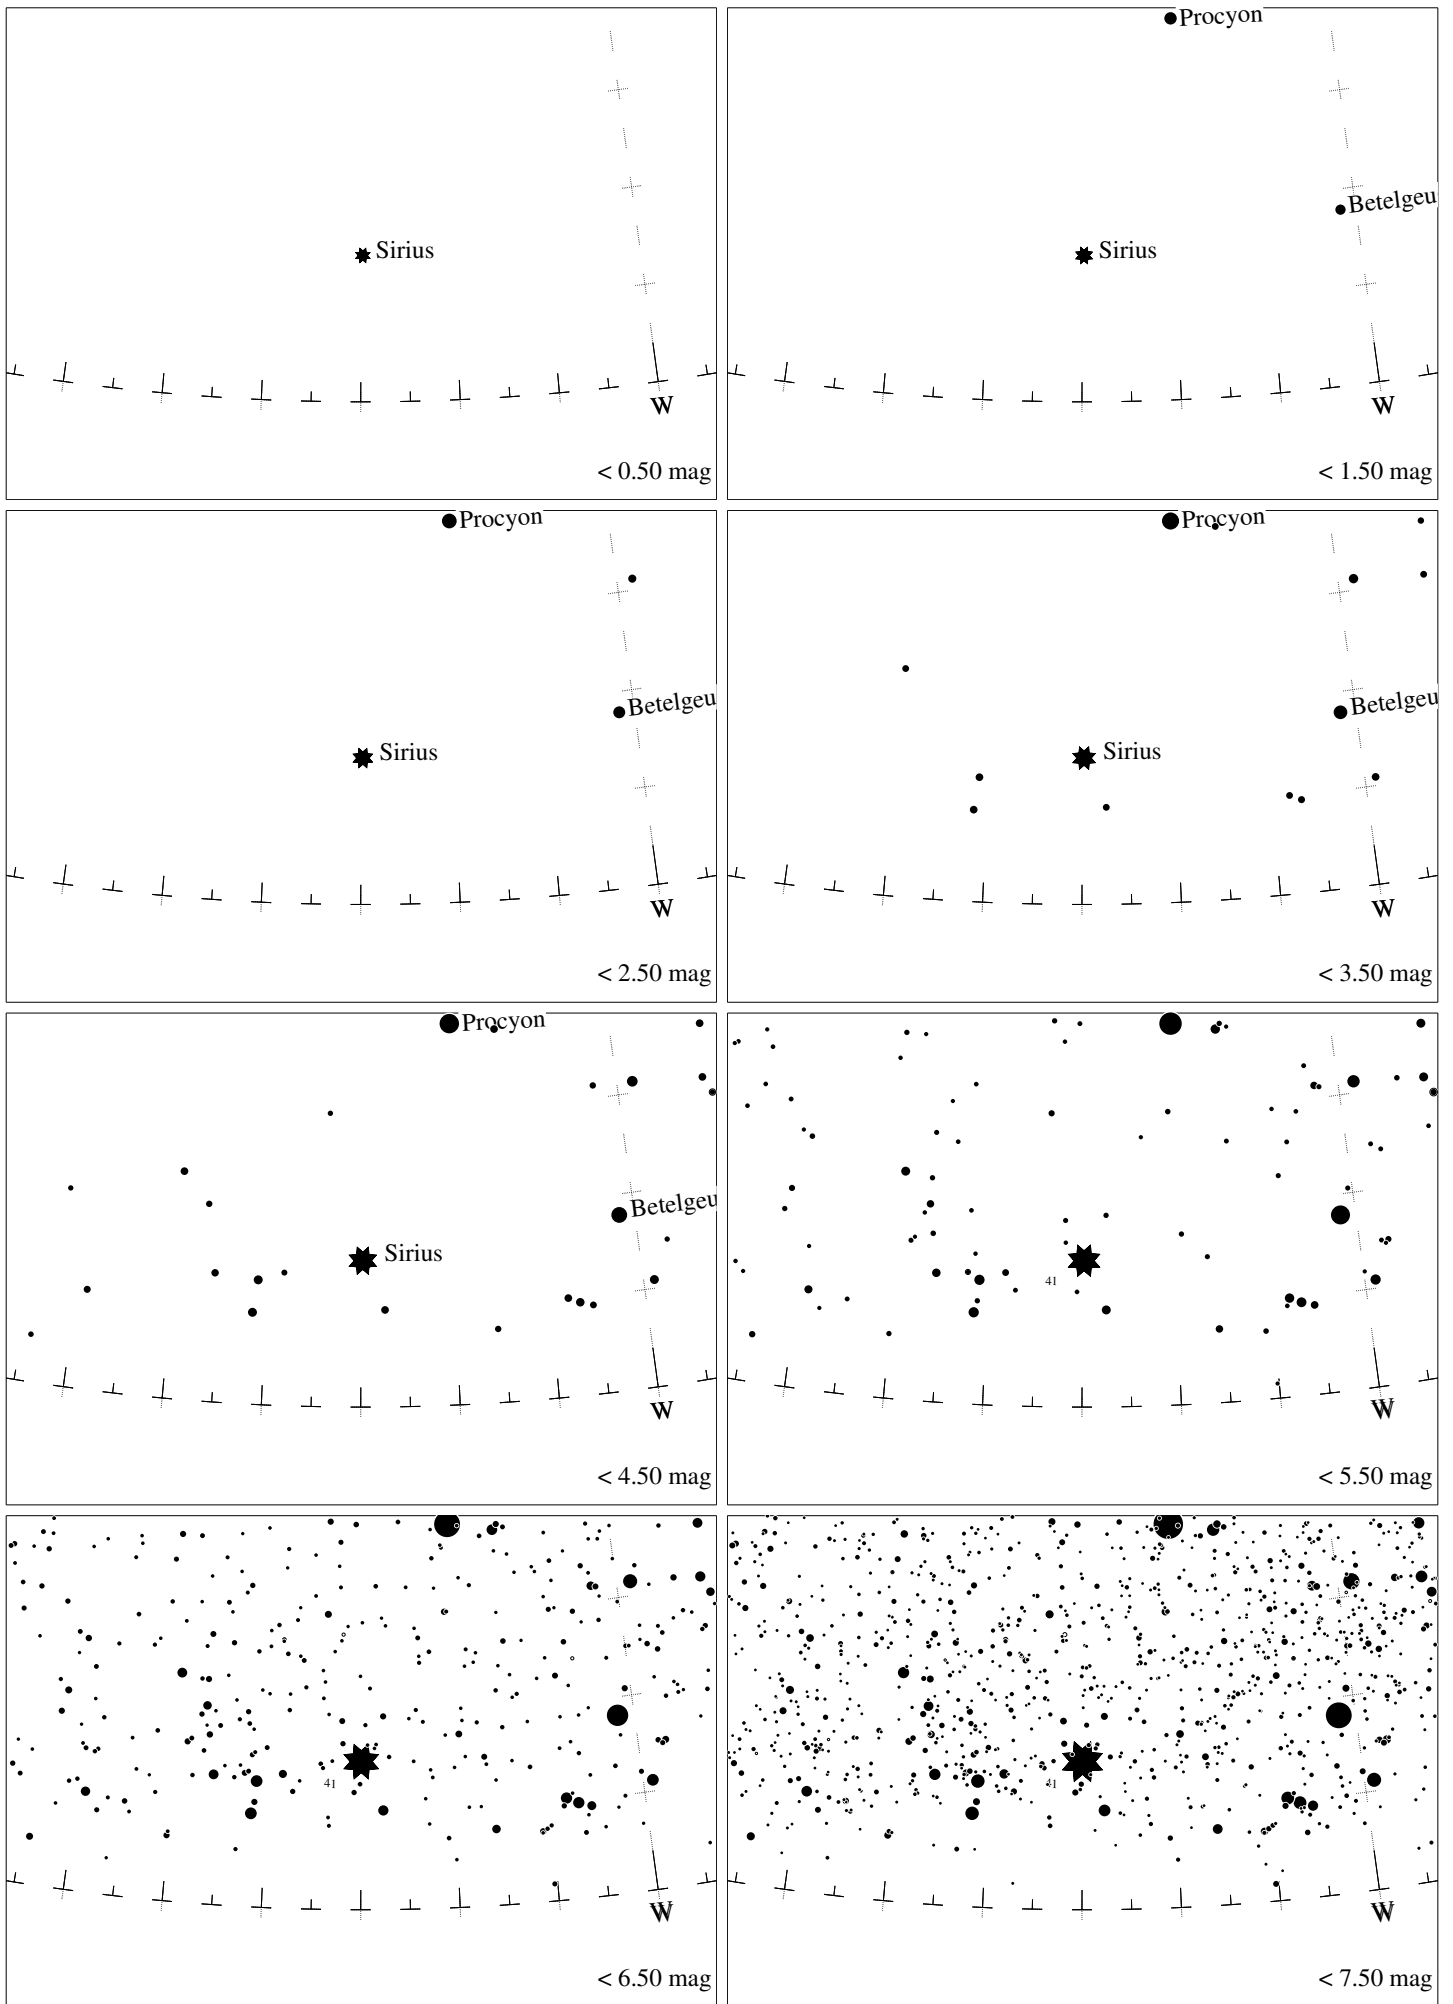 Sirius
W
< 0.50 mag
Procyon
Betelgeu
Sirius
W
< 1.50 mag
Procyon
Betelgeu
Sirius
W
< 2.50 mag
Procyon
Betelgeu
Sirius
W
< 3.50 mag
Procyon
Betelgeu
Sirius
W
< 4.50 mag
41
W
< 5.50 mag
41
W
< 6.50 mag
41
W
< 7.50 mag